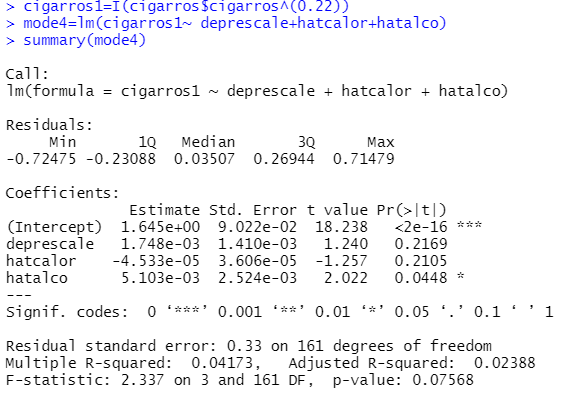 > cigarros1=I(cigarros$cigarros^(0.22))
> mode4=lm(cigarros1~ deprescale+hatcalor+hatalco)
> summary(mode4)
Call:
lm(formula = cigarros1 ~ deprescale + hatcalor + hatalco)
Residuals:
Min 1Q Median 3Q Max
-0.72475 -0.23088 0.03507 0.26944 0.71479
Coefficients:
Estimate Std. Error t value Pr(>|t|)
(Intercept) 1.645e+00 9.022e-02 18.238 <2e-16 ***
deprescale 1.748e-03 1.410e-03 1.240 0.2169
hatcalor -4.533e-05 3.606e-05 -1.257 0.2105
hatalco 5.103e-03 2.524e-03 2.022 0.0448 *
---
Signif. codes: 0 ‘***’ 0.001 ‘**’ 0.01 ‘*’ 0.05 ‘.’ 0.1 ‘ ’ 1
Residual standard error: 0.33 on 161 degrees of freedom
Multiple R-squared: 0.04173, Adjusted R-squared: 0.02388
F-statistic: 2.337 on 3 and 161 DF, p-value: 0.07568